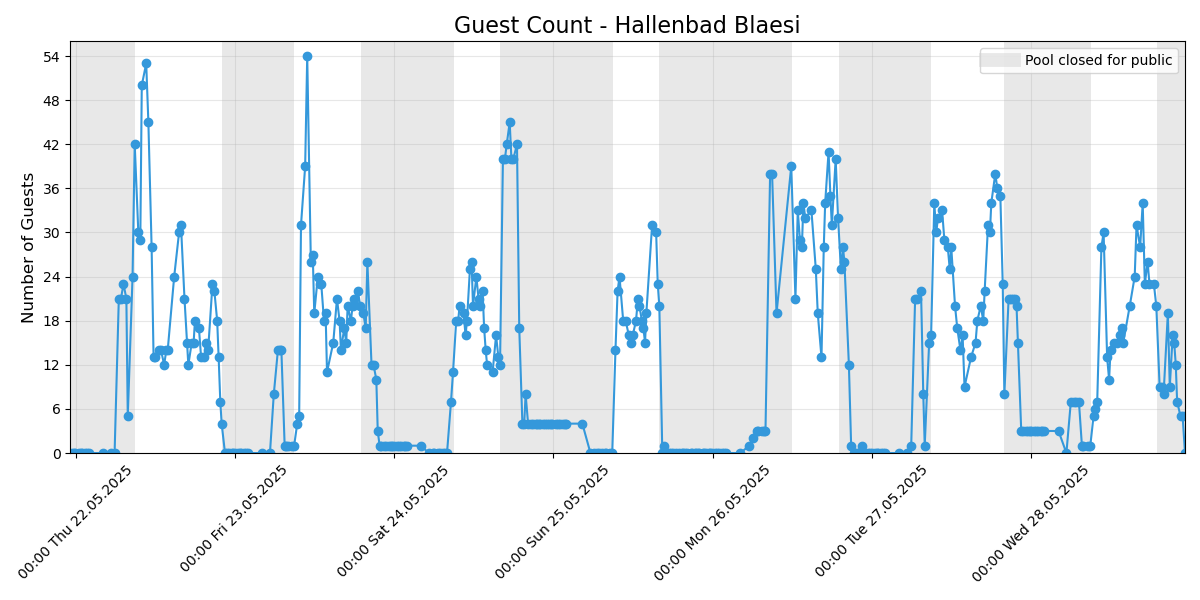 Guest Count - Hallenbad Blaesi
Pool closed for public
Number of Guests
54
48
42
36
30
24
18
12
6
0
00:00 Thu 22.05.2025
00:00 Fri 23.05.2025
00:00 Sat 24.05.2025
00:00 Sun 25.05.2025
00:00 Mon 26.05.2025
00:00 Tue 27.05.2025
00:00 Wed 28.05.2025